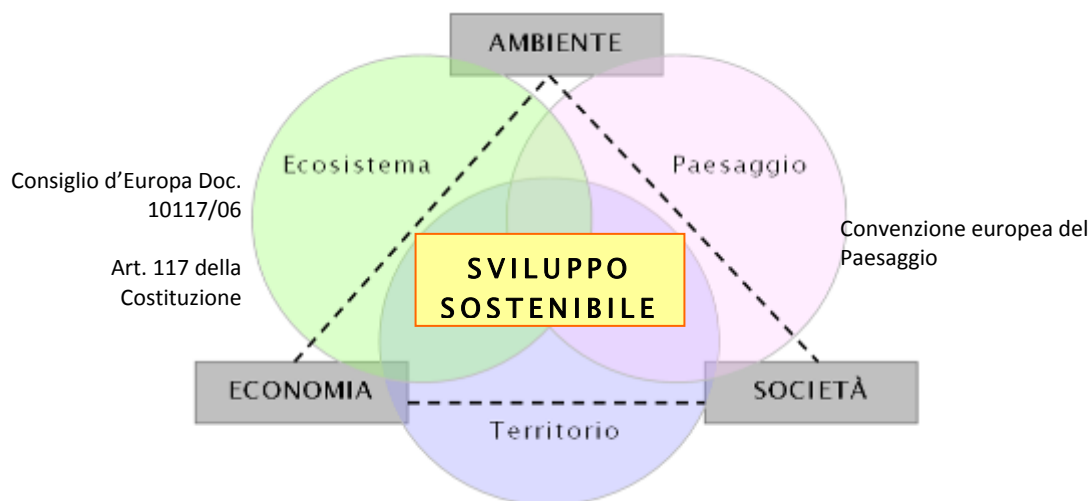 AMBIENTE
Ecosistema
Paesaggio
Consiglio d’Europa Doc.
10117/06
Convenzione europea del
Paesaggio
Art. 117 della
Costituzione
SVILUPPO
SOSTENIBILE
ECONOMIA
SOCIETÀ
Territorio